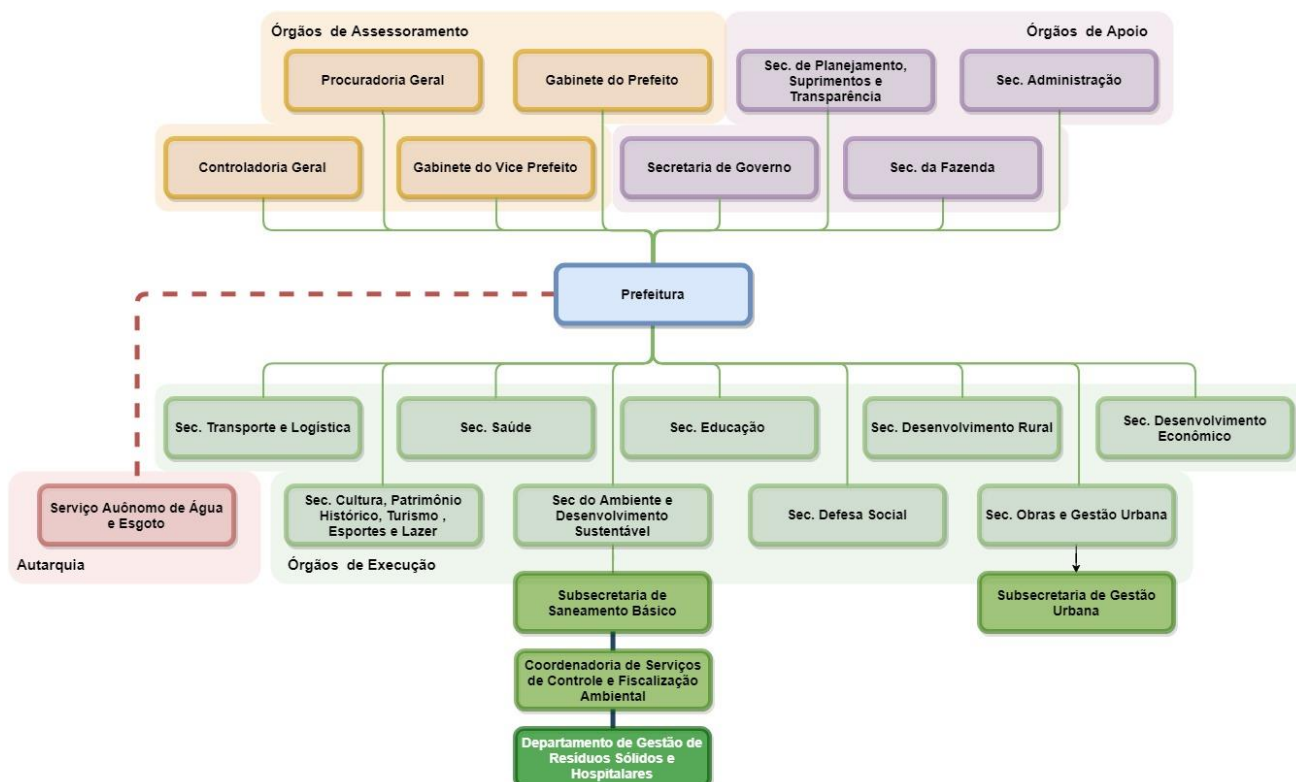 Órgãos de Assessoramento
Órgãos de Apoio
Procuradoria Geral
Gabinete do Prefeito
Sec. de Planejamento,
Suprimentos e
Transparência
Sec. Administração
Controladoria Geral
Gabinete do Vice Prefeito
Secretaria de Governo
Sec. da Fazenda
Prefeitura
Sec. Transporte e Logística
Sec. Saúde
Sec. Educação
Sec. Desenvolvimento Rural
Sec. Desenvolvimento
Econômico
Serviço Auônomo de Água
e Esgoto
Autarquia
Sec. Cultura, Patrimônio
Histórico, Turismo ,
Esportes e Lazer
Sec do Ambiente e
Desenvolvimento
Sustentável
Sec. Defesa Social
Sec. Obras e Gestão Urbana
Órgãos de Execução
Subsecretaria de
Saneamento Básico
Subsecretaria de Gestão
Urbana
Coordenadoria de Serviços
de Controle e Fiscalização
Ambiental
Departamento de Gestão de
Resíduos Sólidos e
Hospitalares